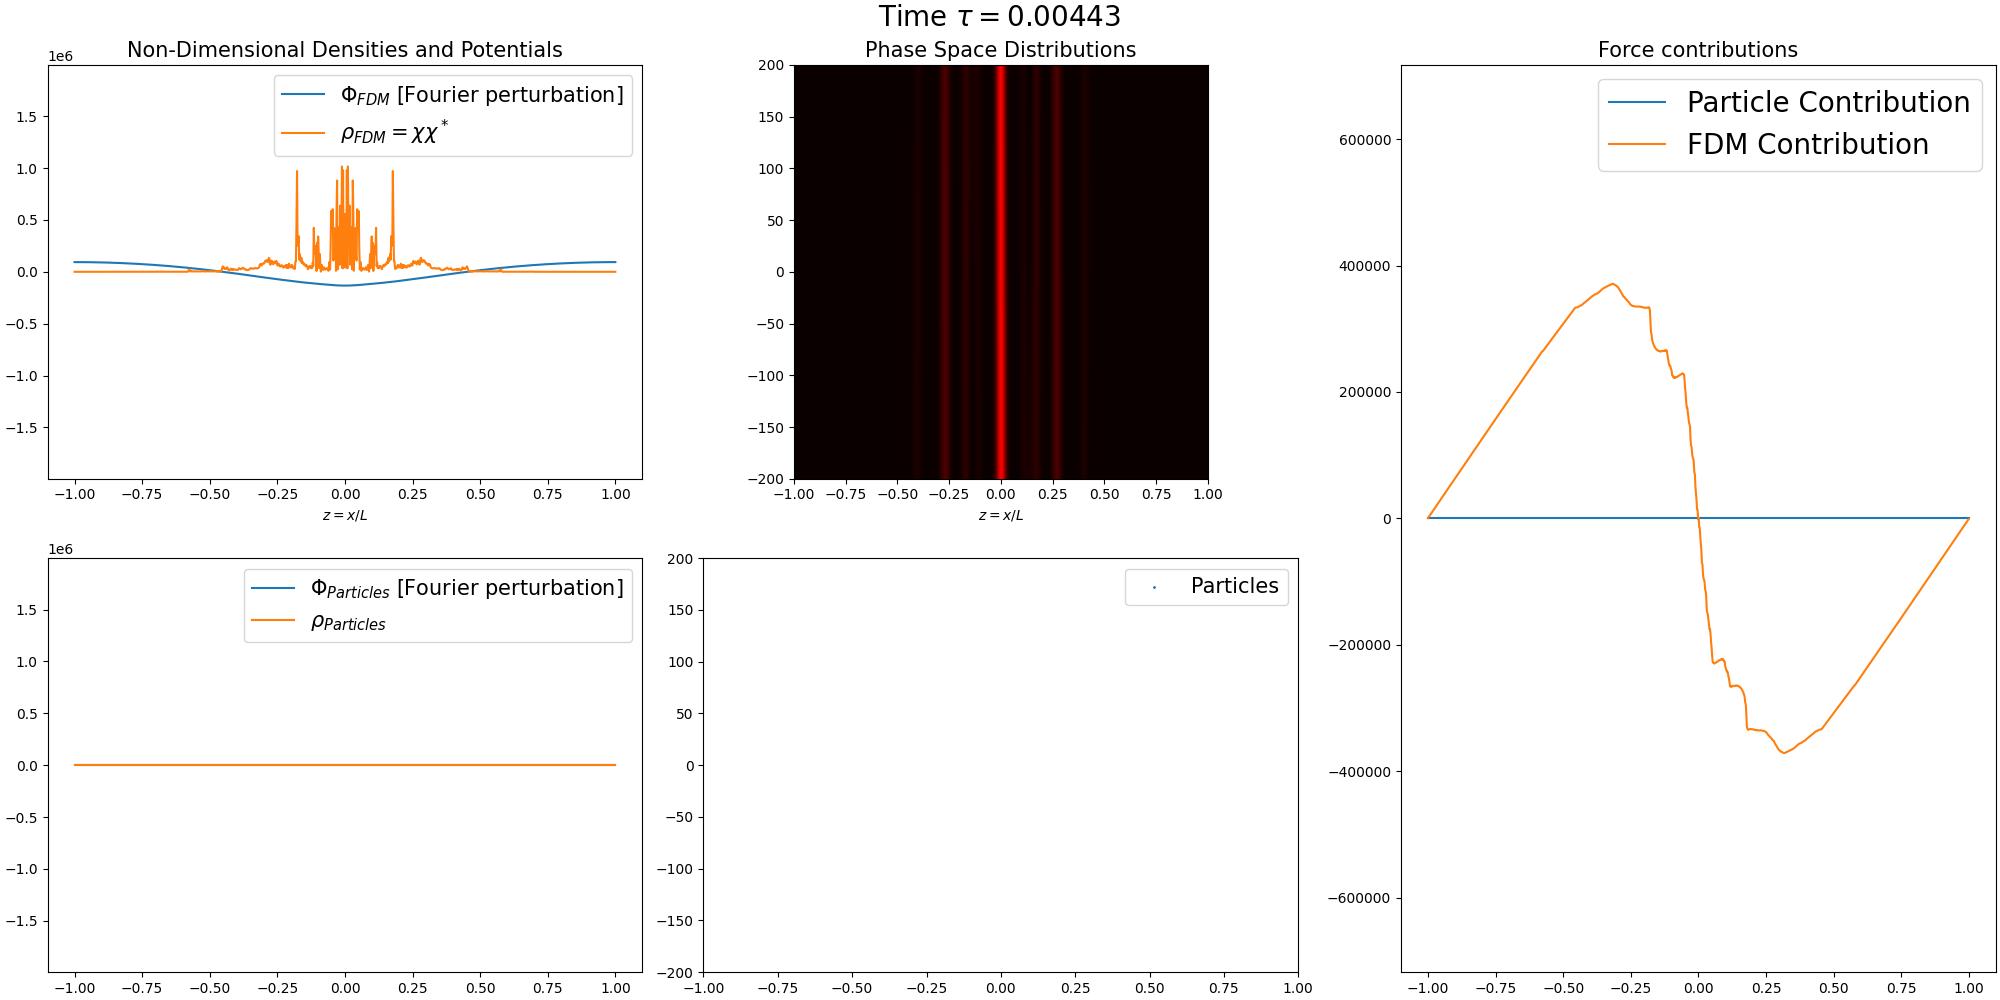 Time τ = 0.00443
Non-Dimensional Densities and Potentials
1e6
Φ_FDM [Fourier perturbation]
ρ_FDM = χχ*
1.5
1.0
0.5
0.0
−0.5
−1.0
−1.5
−1.00 −0.75 −0.50 −0.25 0.00 0.25 0.50 0.75 1.00
z = x/L
Phase Space Distributions
200
150
100
50
0
−50
−100
−150
−200
−1.00 −0.75 −0.50 −0.25 0.00 0.25 0.50 0.75 1.00
z = x/L
Force contributions
Particle Contribution
FDM Contribution
600000
400000
200000
0
−200000
−400000
−600000
−1.00 −0.75 −0.50 −0.25 0.00 0.25 0.50 0.75 1.00
1e6
Φ_Particles [Fourier perturbation]
ρ_Particles
1.5
1.0
0.5
0.0
−0.5
−1.0
−1.5
−1.00 −0.75 −0.50 −0.25 0.00 0.25 0.50 0.75 1.00
Particles
200
150
100
50
0
−50
−100
−150
−200
−1.00 −0.75 −0.50 −0.25 0.00 0.25 0.50 0.75 1.00